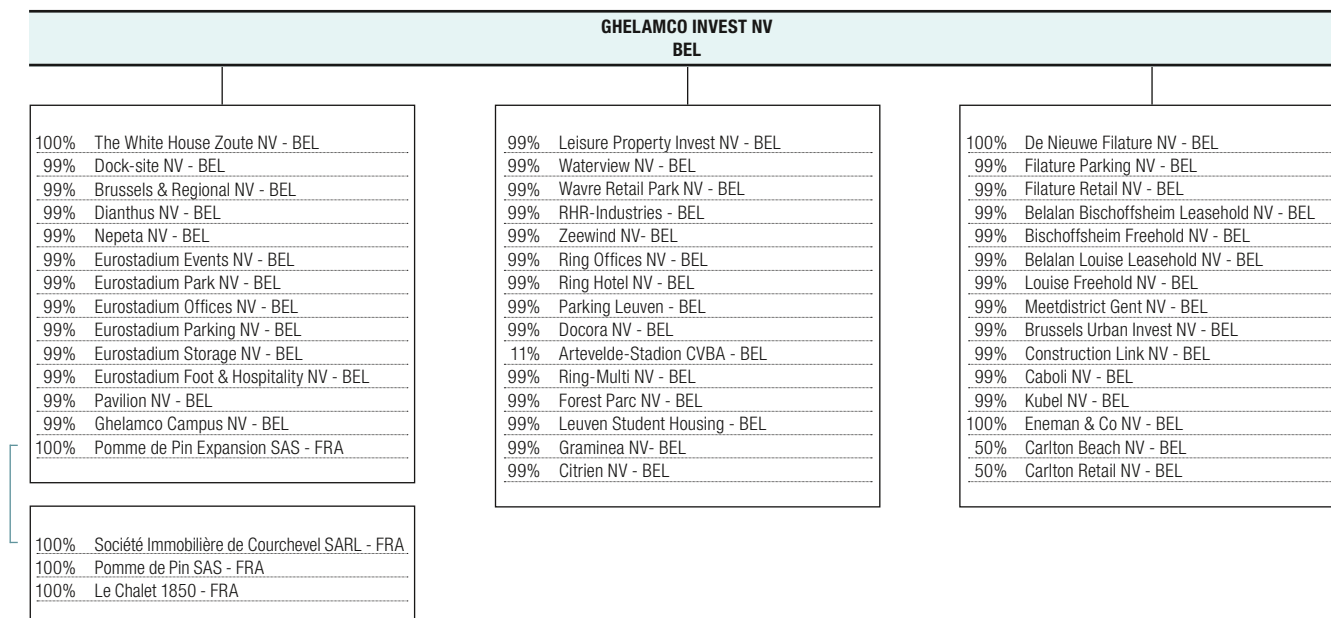 GHELAMCO INVEST NV
BEL
100% The White House Zoute NV - BEL
99% Dock-site NV - BEL
99% Brussels & Regional NV - BEL
99% Dianthus NV - BEL
99% Nepeta NV - BEL
99% Eurostadium Events NV - BEL
99% Eurostadium Park NV - BEL
99% Eurostadium Offices NV - BEL
99% Eurostadium Parking NV - BEL
99% Eurostadium Storage NV - BEL
99% Eurostadium Foot & Hospitality NV - BEL
99% Pavilion NV - BEL
99% Ghelamco Campus NV - BEL
100% Pomme de Pin Expansion SAS - FRA
100% Société Immobilière de Courchevel SARL - FRA
100% Pomme de Pin SAS - FRA
100% Le Chalet 1850 - FRA
99% Leisure Property Invest NV - BEL
99% Waterview NV - BEL
99% Wavre Retail Park NV - BEL
99% RHR-Industries - BEL
99% Zeewind NV- BEL
99% Ring Offices NV - BEL
99% Ring Hotel NV - BEL
99% Parking Leuven - BEL
99% Docora NV - BEL
11% Artevelde-Stadion CVBA - BEL
99% Ring-Multi NV - BEL
99% Forest Parc NV - BEL
99% Leuven Student Housing - BEL
99% Graminea NV- BEL
99% Citrien NV - BEL
100% De Nieuwe Filature NV - BEL
99% Filature Parking NV - BEL
99% Filature Retail NV - BEL
99% Belalan Bischoffsheim Leasehold NV - BEL
99% Bischoffsheim Freehold NV - BEL
99% Belalan Louise Leasehold NV - BEL
99% Louise Freehold NV - BEL
99% Meetdistrict Gent NV - BEL
99% Brussels Urban Invest NV - BEL
99% Construction Link NV - BEL
99% Caboli NV - BEL
99% Kubel NV - BEL
100% Eneman & Co NV - BEL
50% Carlton Beach NV - BEL
50% Carlton Retail NV - BEL